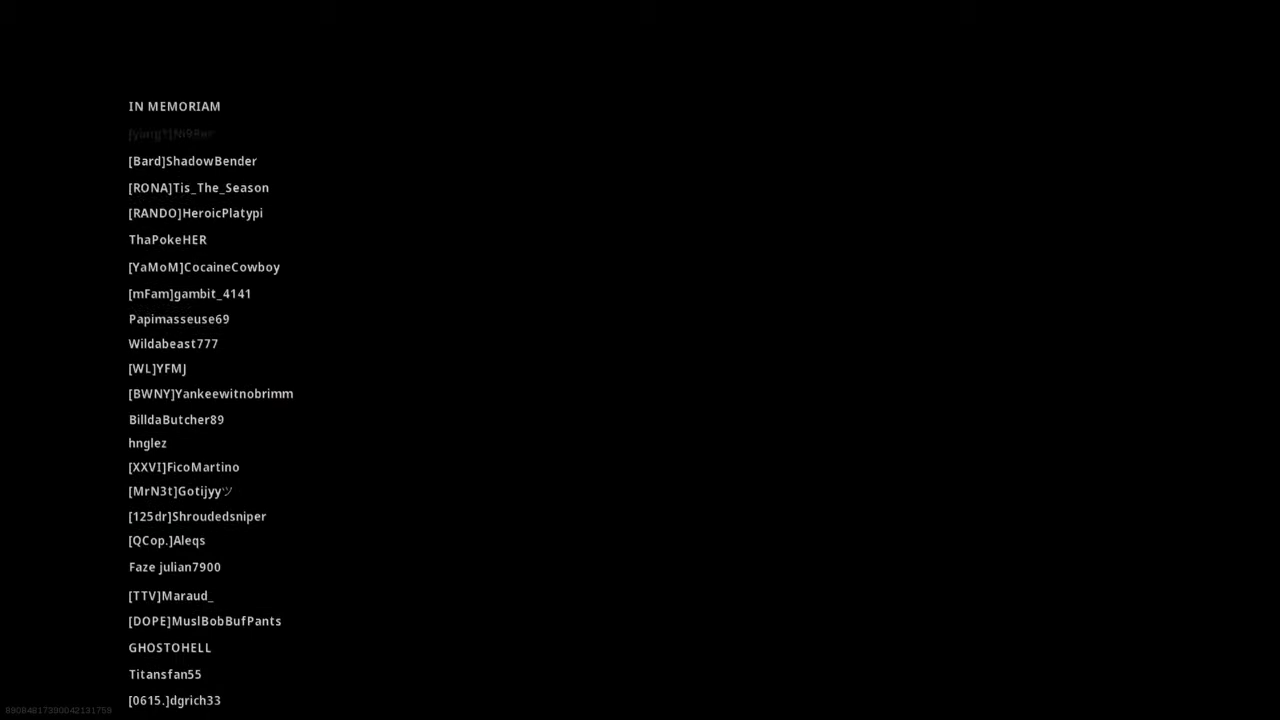 IN MEMORIAM
[Bard]ShadowBender
[RONA]Tis_The_Season
[RANDO]HeroicPlatypi
ThaPokeHER
[YaMoM]CocaineCowboy
[mFam]gambit_4141
Papimasseuse69
Wildabeast777
[WL]YFMJ
[BWNY]Yankeewitnobrimm
BilldaButcher89
hnglez
[XXVI]FicoMartino
[MrN3t]Gotijyyツ
[125dr]Shroudedsniper
[QCop.]Aleqs
Faze julian7900
[TTV]Maraud_
[DOPE]MuslBobBufPants
GHOSTOHELL
Titansfan55
[0615.]dgrich33